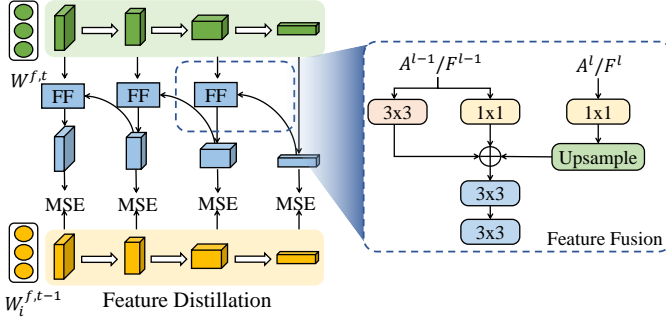 W^{f,t}
FF
FF
FF
MSE
MSE
MSE
MSE
W_i^{f,t-1}
Feature Distillation
A^{l-1}/F^{l-1}
A^l/F^l
3x3
1x1
1x1
Upsample
3x3
3x3
Feature Fusion